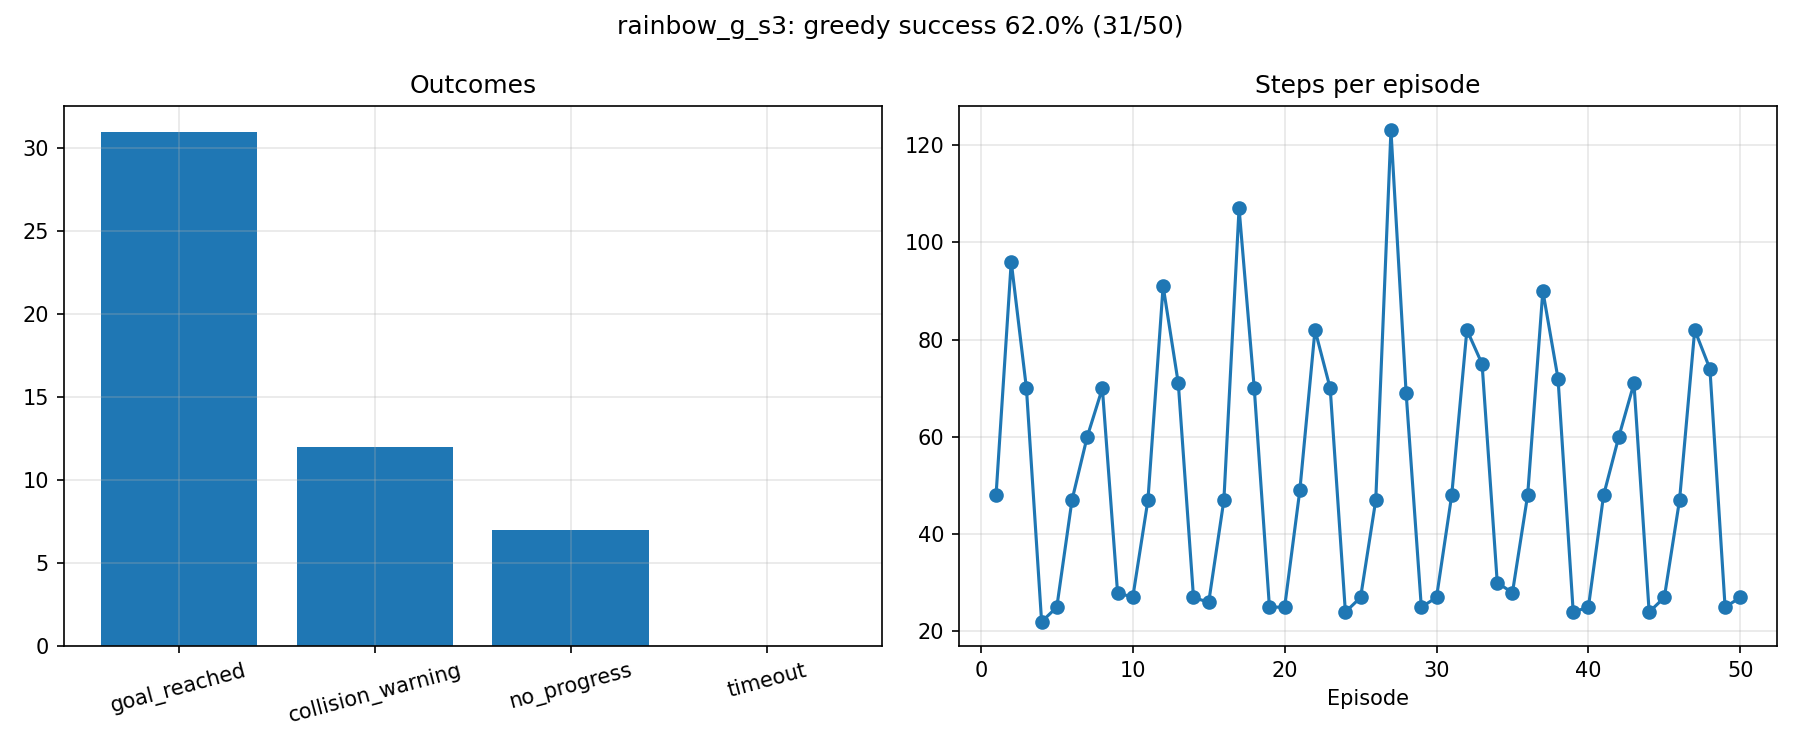 rainbow_g_s3: greedy success 62.0% (31/50)
Outcomes
30
25
20
15
10
5
0
goal_reached
collision_warning
no_progress
timeout
Steps per episode
120
100
80
60
40
20
0
10
20
30
40
50
Episode